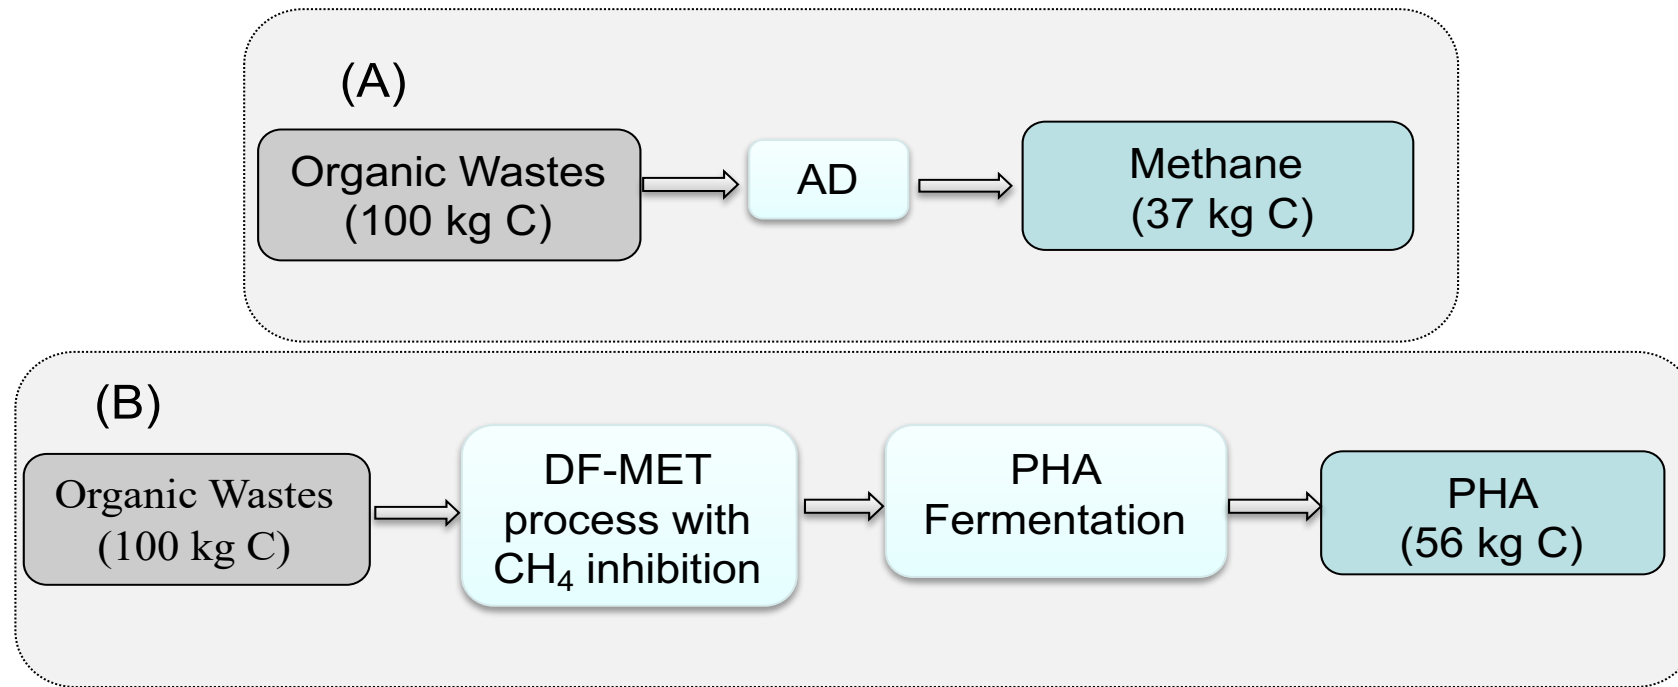 (A)
Organic Wastes
(100 kg C)
AD
Methane
(37 kg C)
(B)
Organic Wastes
(100 kg C)
DF-MET
process with
CH₄ inhibition
PHA
Fermentation
PHA
(56 kg C)